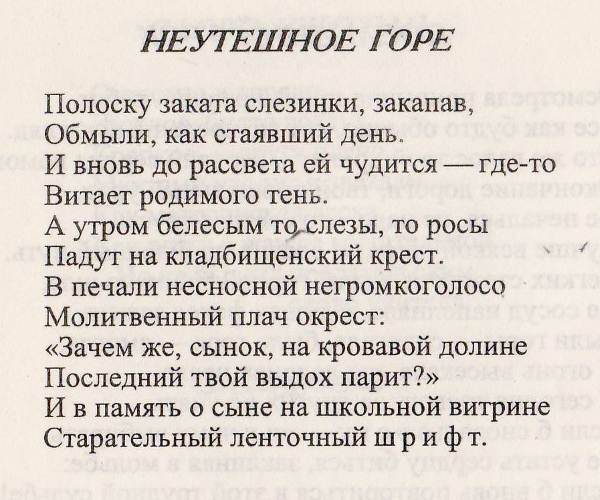 НЕУТЕШНОЕ ГОРЕ
Полоску заката слезинки, закапав,
Обмыли, как стаявший день,
И вновь до рассвета ей чудится — где-то
Витает родимого тень.
А утром белесым то слезы, то росы
Падут на кладбищенский крест.
В печали несносной негромкоголосо
Молитвенный плач окрест:
«Зачем же, сынок, на кровавой долине
Последний твой выдох парит?»
И в память о сыне на школьной витрине
Старательный ленточный ш р и ф т.